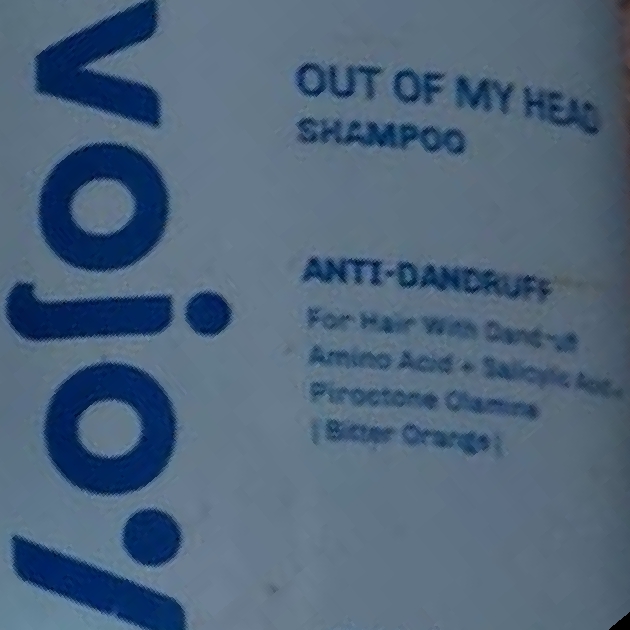 vojo
OUT OF MY HEAD
SHAMPOO
ANTI-DANDRUFF
For Hair With Dandruff
Amino Acid + Salicylic Acid +
Piroctone Olamine
| Bitter Orange |